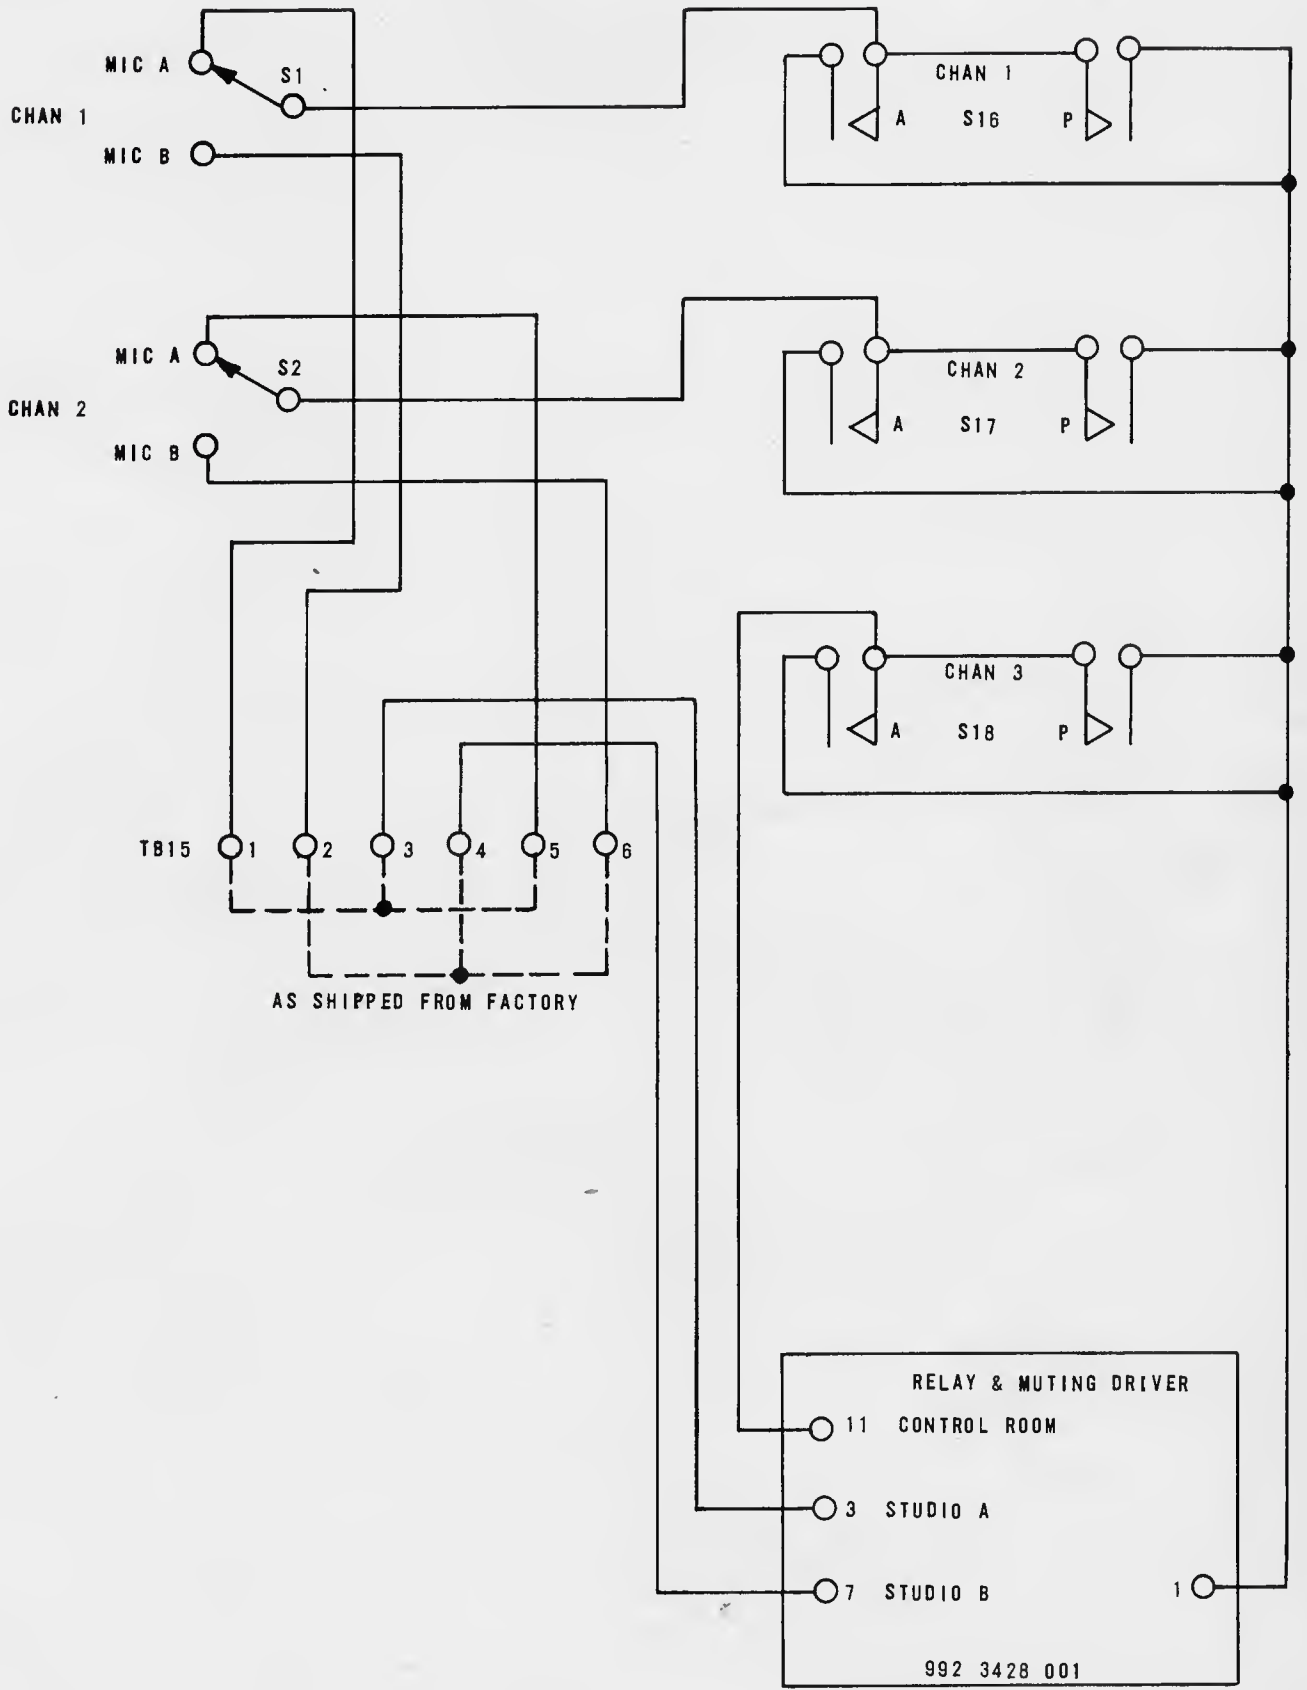 MIC A
S1
CHAN 1
MIC B
CHAN 1
A S16 P
MIC A
S2
CHAN 2
MIC B
CHAN 2
A S17 P
CHAN 3
A S18 P
TB15 1 2 3 4 5 6
AS SHIPPED FROM FACTORY
RELAY & MUTING DRIVER
11 CONTROL ROOM
3 STUDIO A
7 STUDIO B
1
992 3428 001